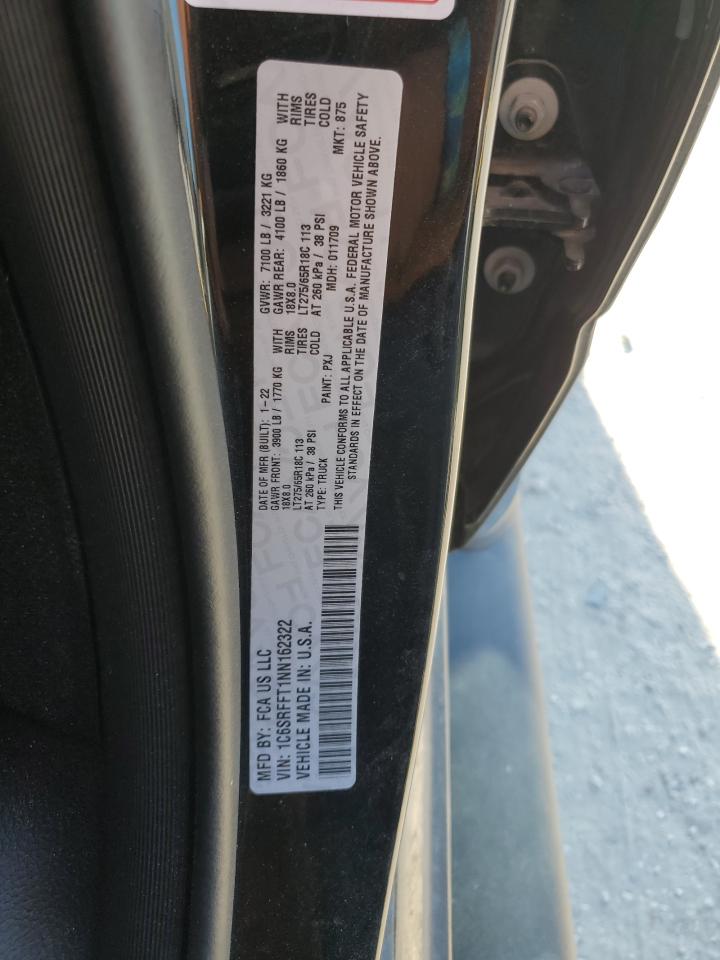 MFD BY: FCA US LLC
VIN: 1C6SRFFT1NN162322
VEHICLE MADE IN: U.S.A.
DATE OF MFR (BUILT): 1-22
GVWR: 7100 LB / 3221 KG
GAWR FRONT: 3900 LB / 1770 KG WITH
GAWR REAR: 4100 LB / 1860 KG WITH
18X8.0 RIMS
18X8.0 RIMS
LT275/65R18C 113 TIRES
LT275/65R18C 113 TIRES
AT 260 kPa / 38 PSI COLD
AT 260 kPa / 38 PSI COLD
TYPE: TRUCK PAINT: PXJ MDH: 011709 MKT: 875
THIS VEHICLE CONFORMS TO ALL APPLICABLE U.S.A. FEDERAL MOTOR VEHICLE SAFETY
STANDARDS IN EFFECT ON THE DATE OF MANUFACTURE SHOWN ABOVE.